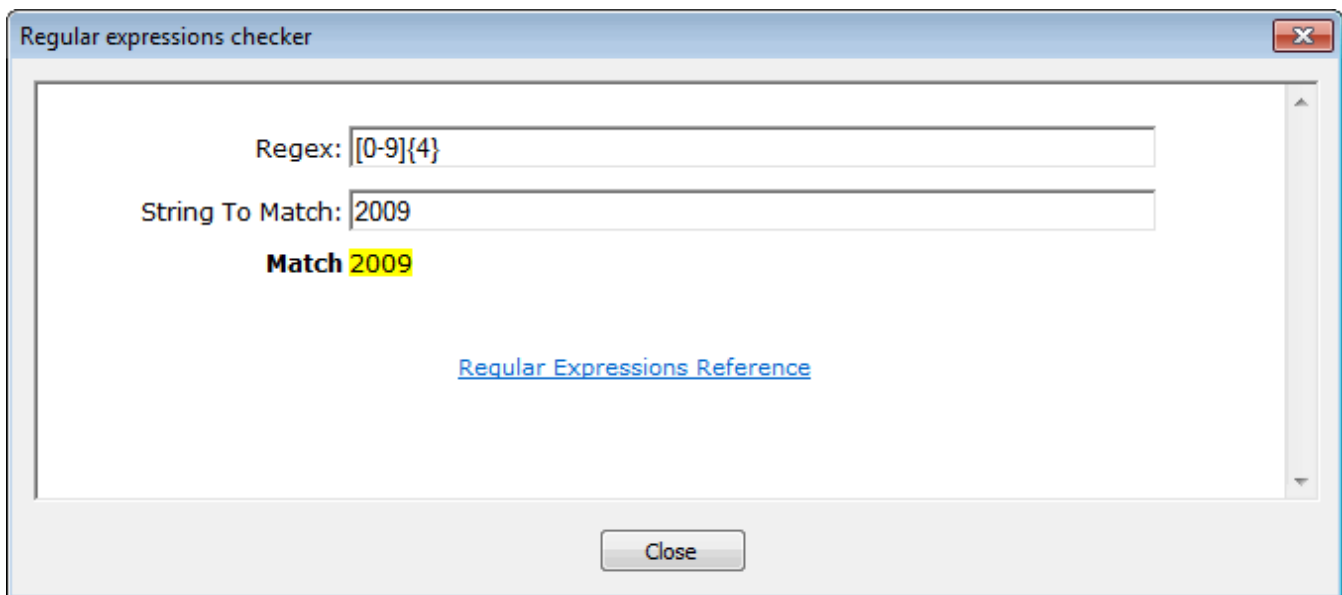 Regular expressions checker
Regex: [0-9]{4}
String To Match: 2009
Match 2009
Regular Expressions Reference
Close